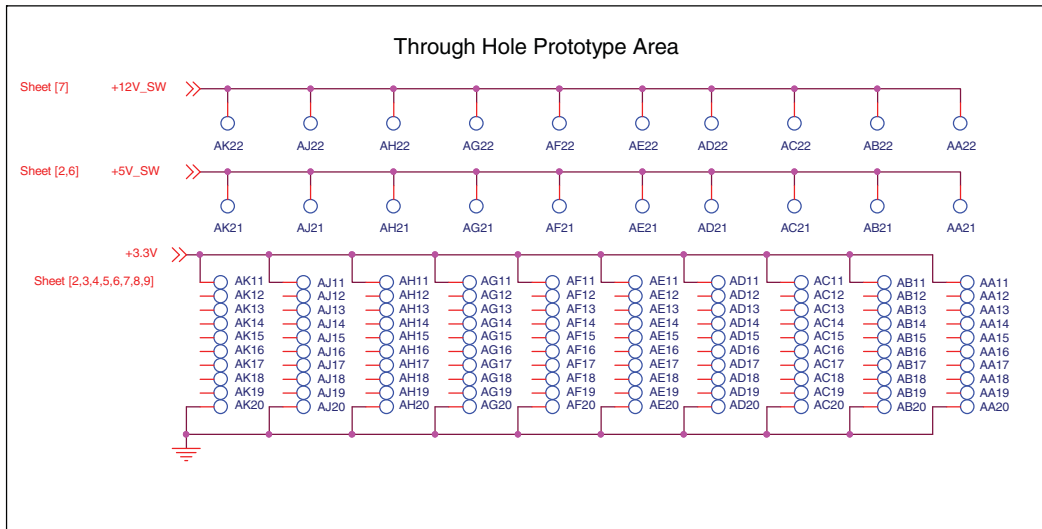 Through Hole Prototype Area
Sheet [7] +12V_SW
AK22 AJ22 AH22 AG22 AF22 AE22 AD22 AC22 AB22 AA22
Sheet [2,6] +5V_SW
AK21 AJ21 AH21 AG21 AF21 AE21 AD21 AC21 AB21 AA21
+3.3V
Sheet [2,3,4,5,6,7,8,9]
AK11 AJ11 AH11 AG11 AF11 AE11 AD11 AC11 AB11 AA11
AK12 AJ12 AH12 AG12 AF12 AE12 AD12 AC12 AB12 AA12
AK13 AJ13 AH13 AG13 AF13 AE13 AD13 AC13 AB13 AA13
AK14 AJ14 AH14 AG14 AF14 AE14 AD14 AC14 AB14 AA14
AK15 AJ15 AH15 AG15 AF15 AE15 AD15 AC15 AB15 AA15
AK16 AJ16 AH16 AG16 AF16 AE16 AD16 AC16 AB16 AA16
AK17 AJ17 AH17 AG17 AF17 AE17 AD17 AC17 AB17 AA17
AK18 AJ18 AH18 AG18 AF18 AE18 AD18 AC18 AB18 AA18
AK19 AJ19 AH19 AG19 AF19 AE19 AD19 AC19 AB19 AA19
AK20 AJ20 AH20 AG20 AF20 AE20 AD20 AC20 AB20 AA20